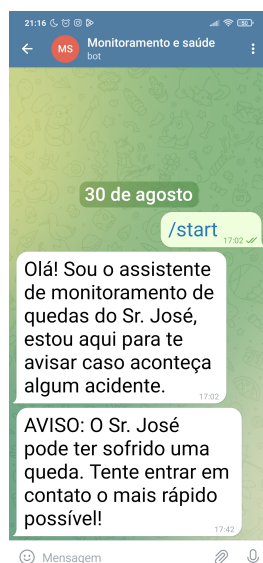 21:16
50
MS
Monitoramento e saúde
bot
30 de agosto
/start
17:02
Olá! Sou o assistente
de monitoramento de
quedas do Sr. José,
estou aqui para te
avisar caso aconteça
algum acidente.
17:02
AVISO: O Sr. José
pode ter sofrido uma
queda. Tente entrar em
contato o mais rápido
possível!
17:42
Mensagem